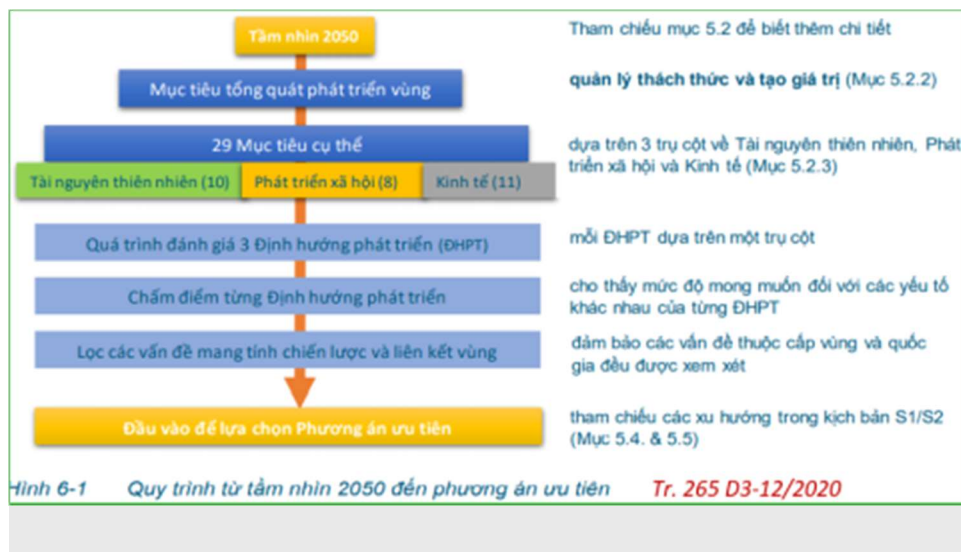 Tầm nhìn 2050
Tham chiếu mục 5.2 để biết thêm chi tiết
Mục tiêu tổng quát phát triển vùng
quản lý thách thức và tạo giá trị (Mục 5.2.2)
29 Mục tiêu cụ thể
Tài nguyên thiên nhiên (10)
Phát triển xã hội (8)
Kinh tế (11)
dựa trên 3 trụ cột về Tài nguyên thiên nhiên, Phát
triển xã hội và Kinh tế (Mục 5.2.3)
Quá trình đánh giá 3 Định hướng phát triển (ĐHPT)
mỗi ĐHPT dựa trên một trụ cột
Chấm điểm từng Định hướng phát triển
cho thấy mức độ mong muốn đối với các yếu tố
khác nhau của từng ĐHPT
Lọc các vấn đề mang tính chiến lược và liên kết vùng
đảm bảo các vấn đề thuộc cấp vùng và quốc
gia đều được xem xét
Đầu vào để lựa chọn Phương án ưu tiên
tham chiếu các xu hướng trong kịch bản S1/S2
(Mục 5.4. & 5.5)
Hình 6-1 Quy trình từ tầm nhìn 2050 đến phương án ưu tiên Tr. 265 D3-12/2020